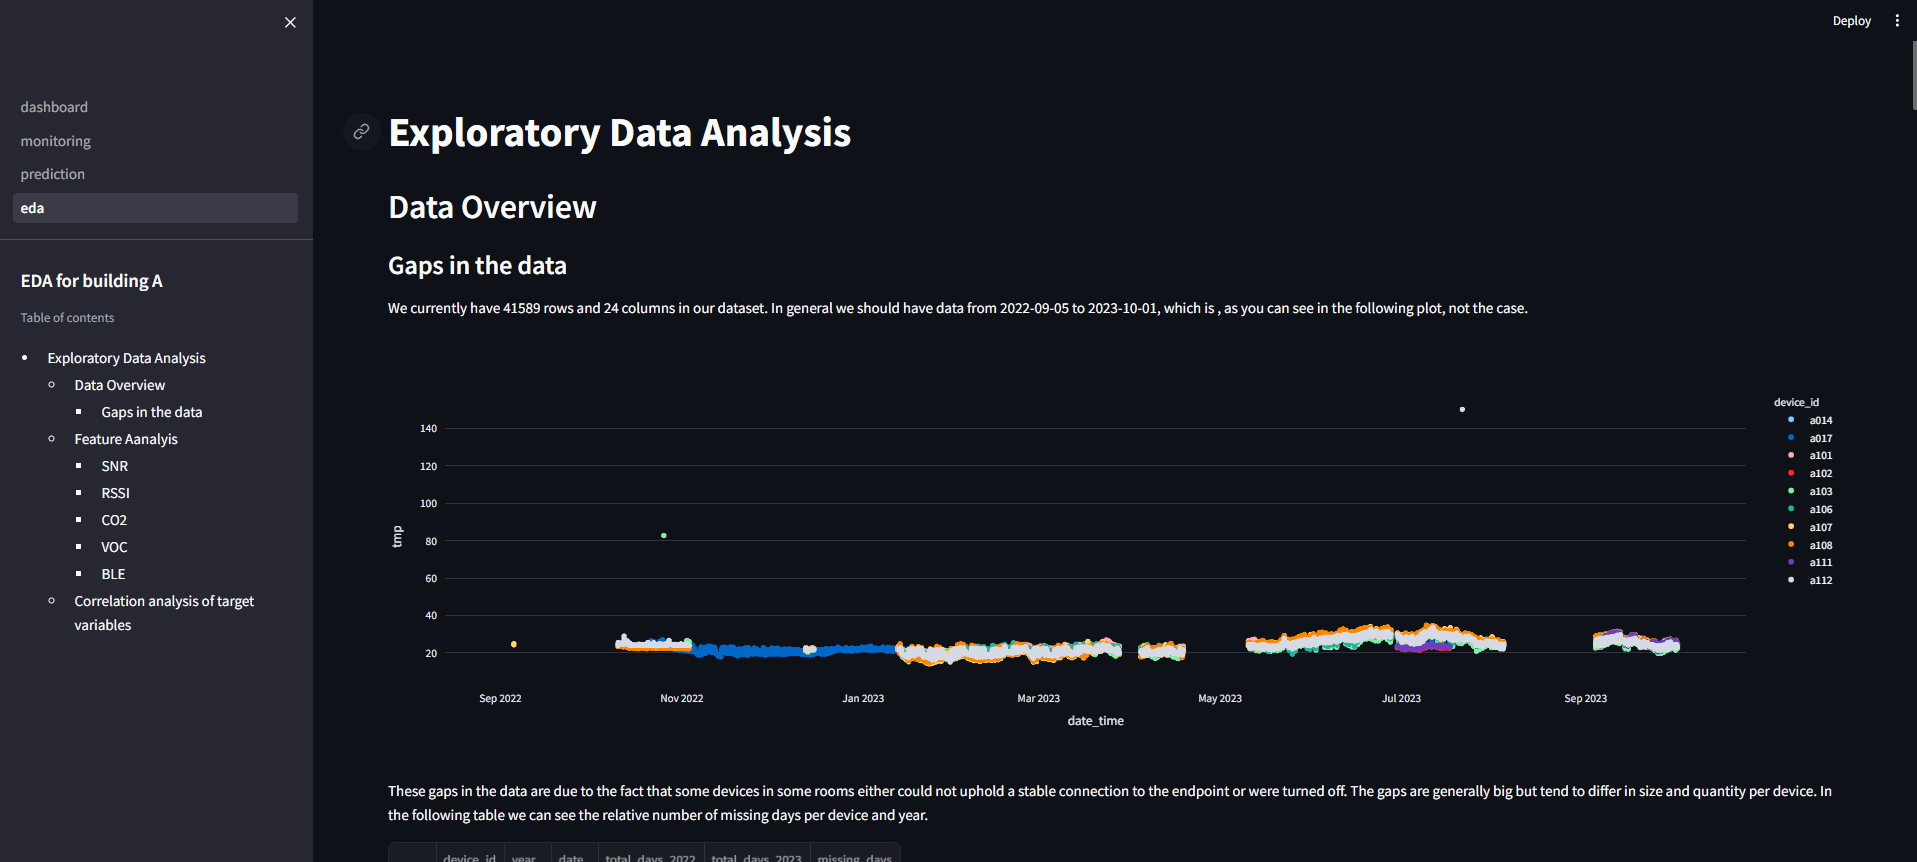 Deploy
dashboard
monitoring
prediction
eda
EDA for building A
Table of contents
Exploratory Data Analysis
Data Overview
Gaps in the data
Feature Aanalyis
SNR
RSSI
CO2
VOC
BLE
Correlation analysis of target
variables
Exploratory Data Analysis
Data Overview
Gaps in the data
We currently have 41589 rows and 24 columns in our dataset. In general we should have data from 2022-09-05 to 2023-10-01, which is , as you can see in the following plot, not the case.
tmp
140
120
100
80
60
40
20
Sep 2022
Nov 2022
Jan 2023
Mar 2023
May 2023
Jul 2023
Sep 2023
date_time
device_id
a014
a017
a101
a102
a103
a106
a107
a108
a111
a112
These gaps in the data are due to the fact that some devices in some rooms either could not uphold a stable connection to the endpoint or were turned off. The gaps are generally big but tend to differ in size and quantity per device. In
the following table we can see the relative number of missing days per device and year.
device_id year date total_days_2022 total_days_2023 missing_days